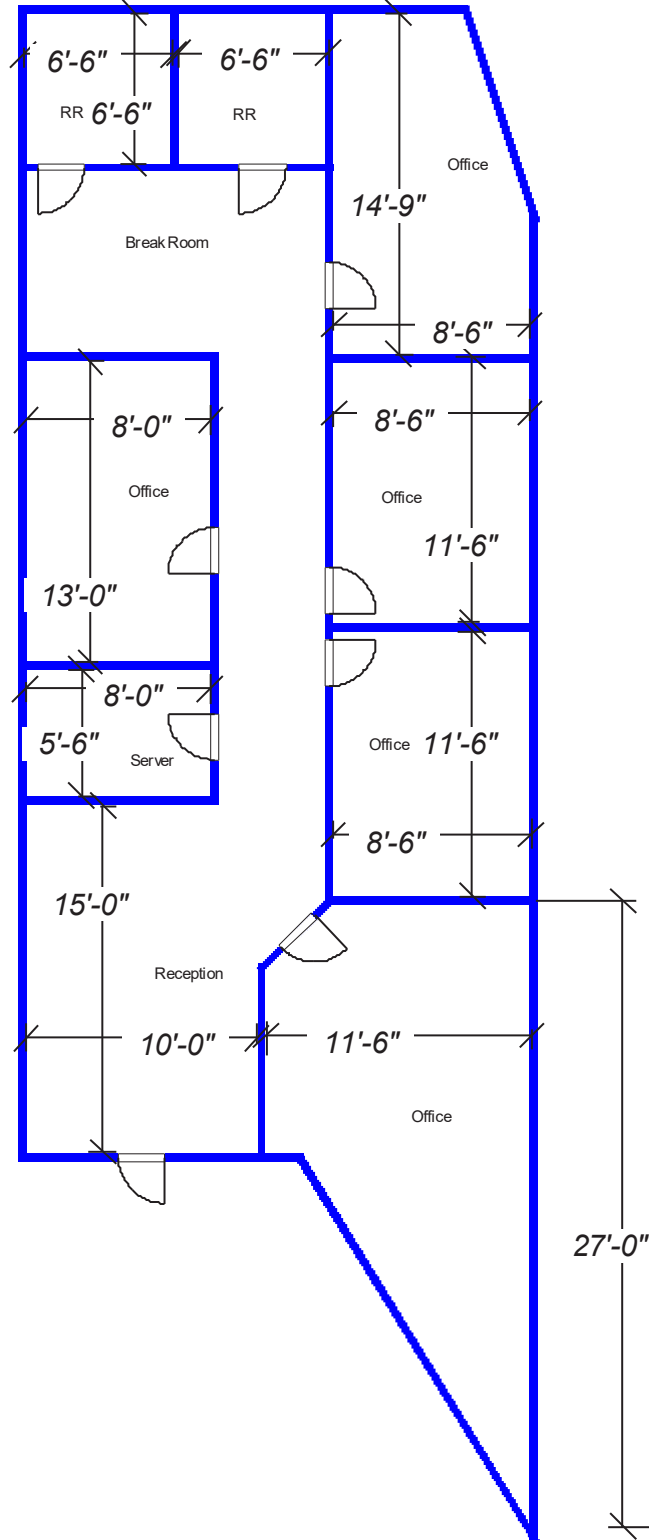 6'-6" 6'-6"
RR 6'-6" RR
Office
14'-9"
Break Room
8'-6"
8'-0" 8'-6"
Office Office
11'-6"
13'-0"
8'-0"
5'-6" Office 11'-6"
Server
8'-6"
15'-0"
Reception
10'-0" 11'-6"
Office
27'-0"